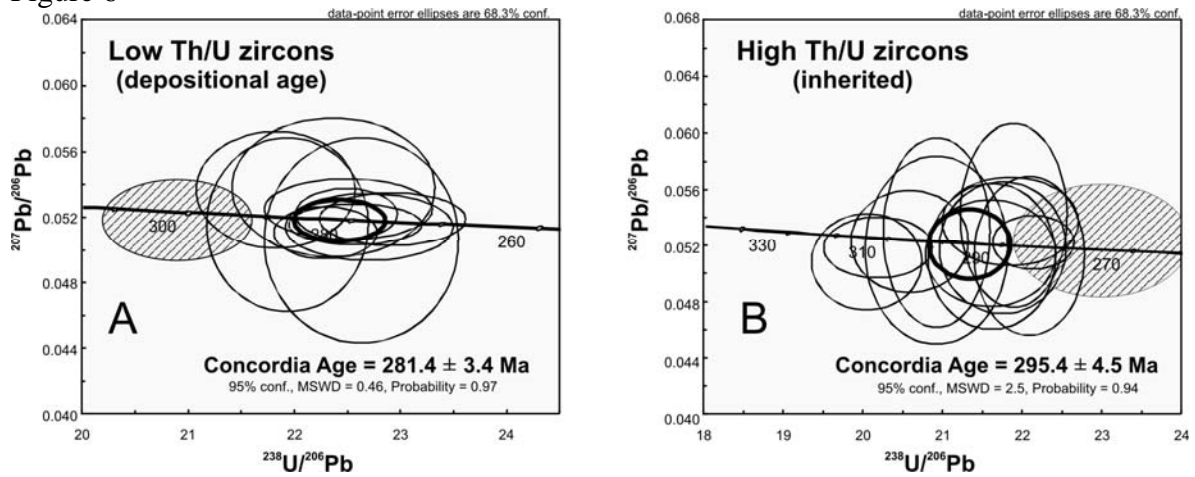 data-point error ellipses are 68.3% conf.
0.064
0.060
0.056
0.052
0.048
0.044
0.040
²⁰⁷Pb/²⁰⁶Pb
Low Th/U zircons
(depositional age)
300
280
260
A
Concordia Age = 281.4 ± 3.4 Ma
95% conf., MSWD = 0.46, Probability = 0.97
20
21
22
23
24
²³⁸U/²⁰⁶Pb
data-point error ellipses are 68.3% conf.
0.068
0.064
0.060
0.056
0.052
0.048
0.044
0.040
²⁰⁷Pb/²⁰⁶Pb
High Th/U zircons
(inherited)
330
310
290
270
B
Concordia Age = 295.4 ± 4.5 Ma
95% conf., MSWD = 2.5, Probability = 0.94
18
19
20
21
22
23
24
²³⁸U/²⁰⁶Pb